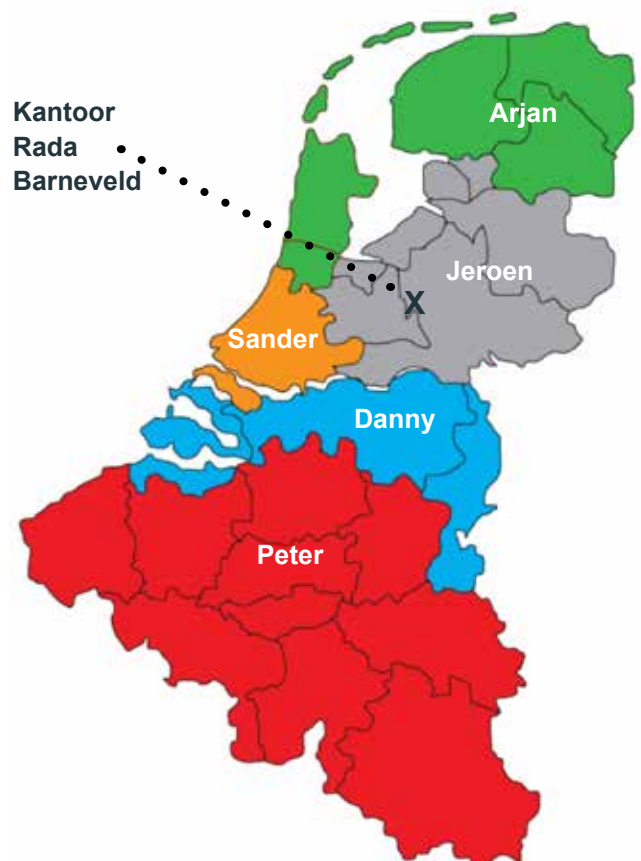 Kantoor
Rada
Barneveld
Arjan
Jeroen
X
Sander
Danny
Peter